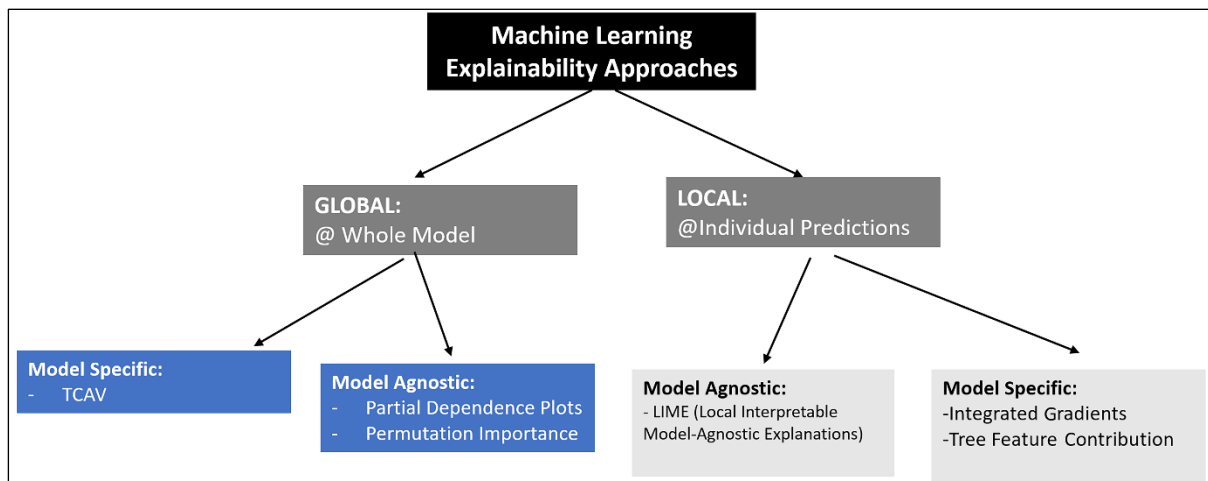 Machine Learning
Explainability Approaches
GLOBAL:
@ Whole Model
LOCAL:
@Individual Predictions
Model Specific:
- TCAV
Model Agnostic:
- Partial Dependence Plots
- Permutation Importance
Model Agnostic:
- LIME (Local Interpretable
Model-Agnostic Explanations)
Model Specific:
-Integrated Gradients
-Tree Feature Contribution